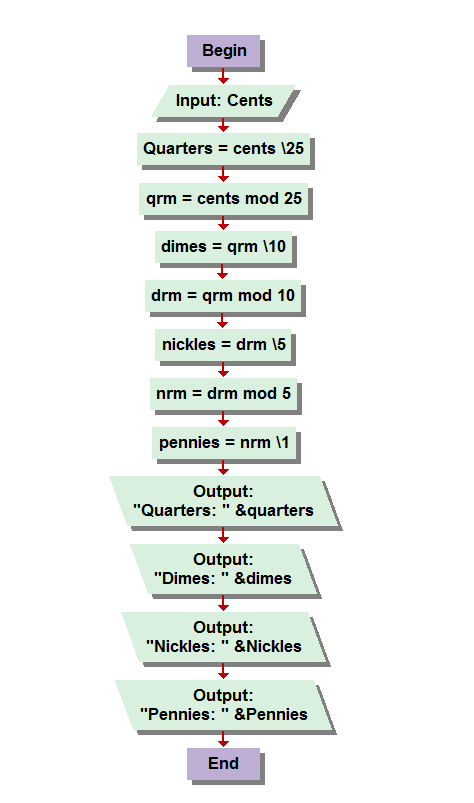 Begin
Input: Cents
Quarters = cents \25
qrm = cents mod 25
dimes = qrm \10
drm = qrm mod 10
nickles = drm \5
nrm = drm mod 5
pennies = nrm \1
Output:
"Quarters: " &quarters
Output:
"Dimes: " &dimes
Output:
"Nickles: " &Nickles
Output:
"Pennies: " &Pennies
End